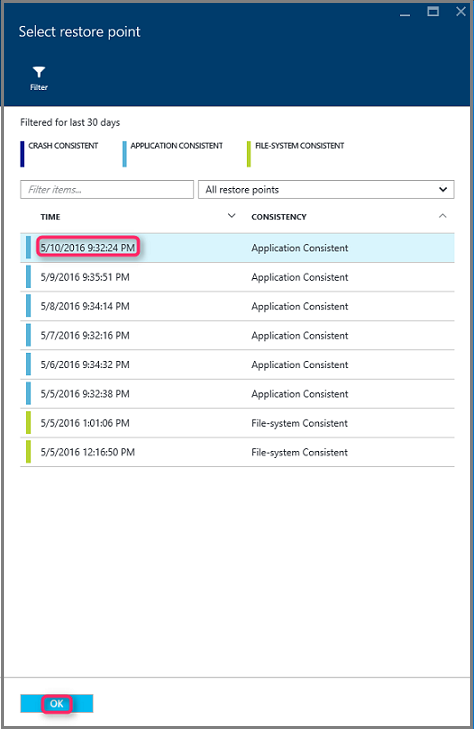 Select restore point
Filter
Filtered for last 30 days
CRASH CONSISTENT APPLICATION CONSISTENT FILE-SYSTEM CONSISTENT
Filter items... All restore points
TIME CONSISTENCY
5/10/2016 9:32:24 PM Application Consistent
5/9/2016 9:35:51 PM Application Consistent
5/8/2016 9:34:14 PM Application Consistent
5/7/2016 9:32:16 PM Application Consistent
5/6/2016 9:34:32 PM Application Consistent
5/5/2016 9:32:38 PM Application Consistent
5/5/2016 1:01:06 PM File-system Consistent
5/5/2016 12:16:50 PM File-system Consistent
OK